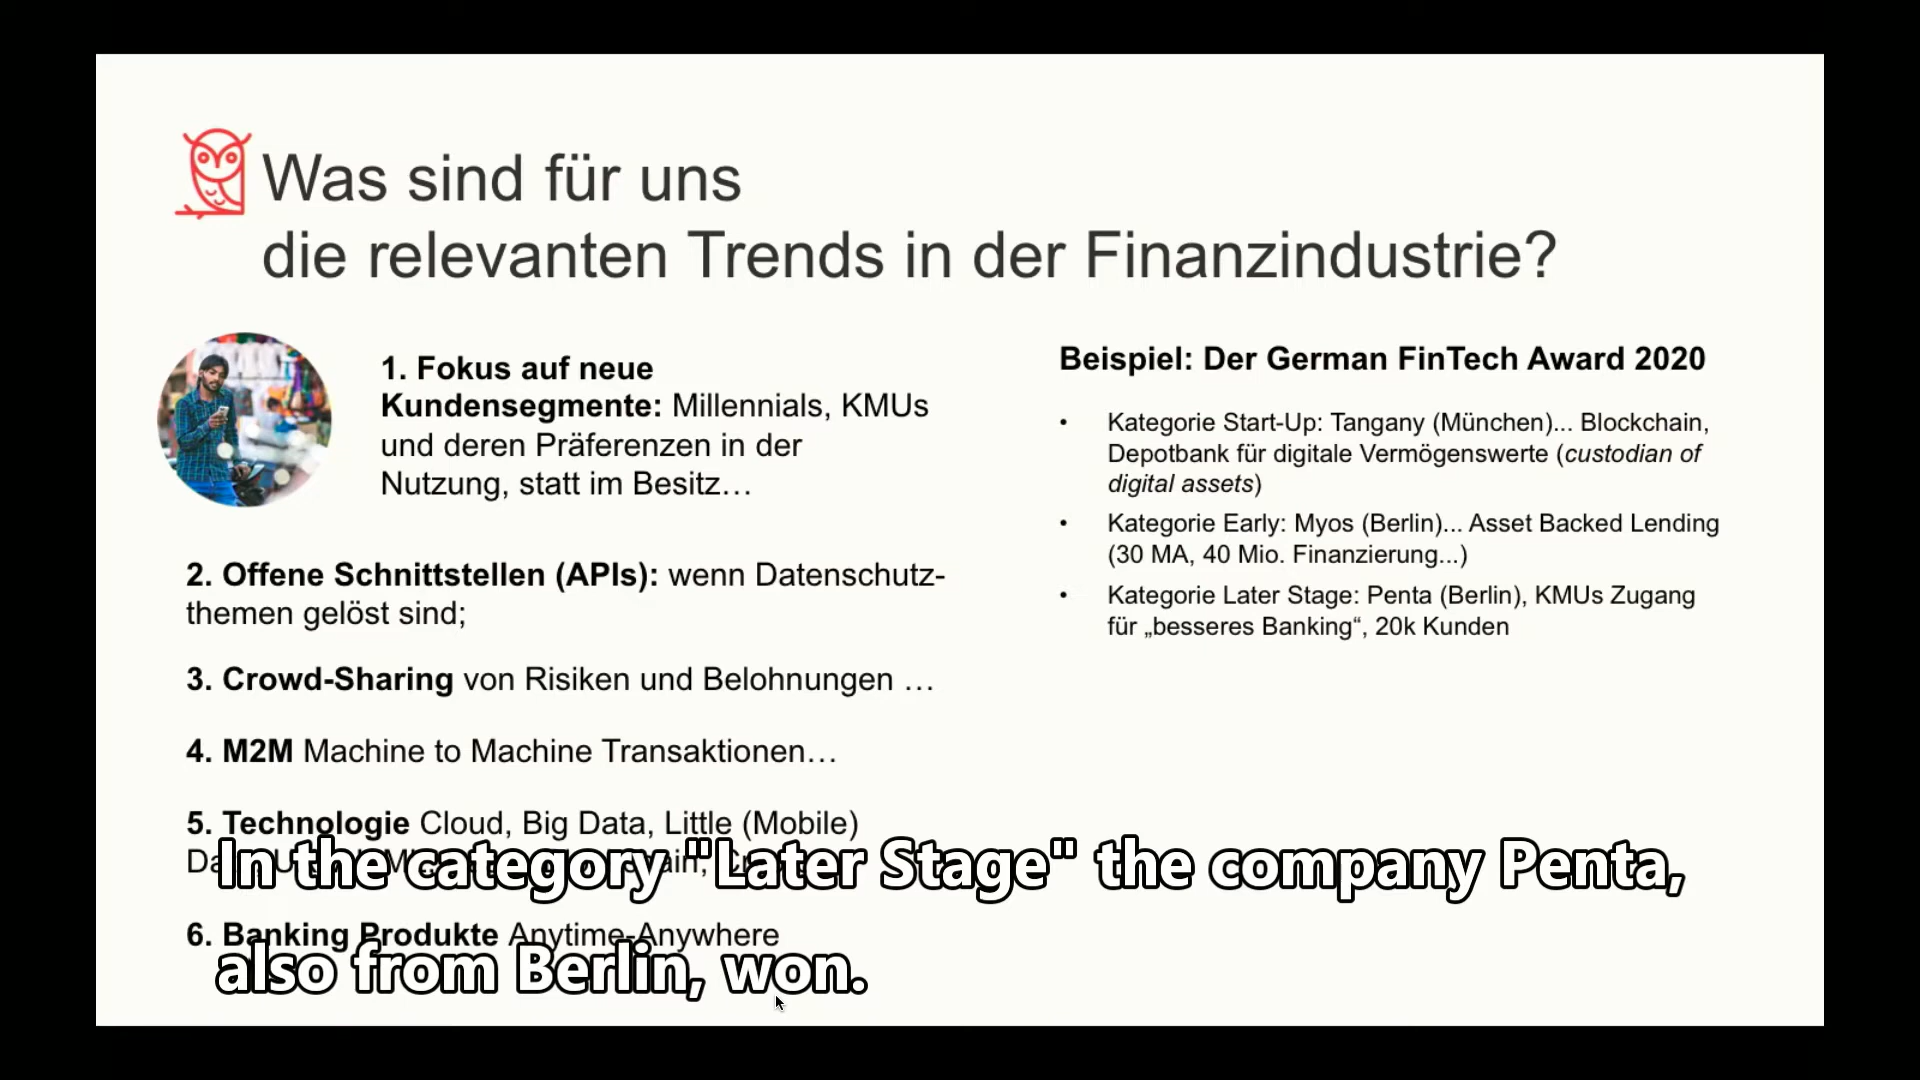 Was sind für uns
die relevanten Trends in der Finanzindustrie?
1. Fokus auf neue
Kundensegmente: Millennials, KMUs
und deren Präferenzen in der
Nutzung, statt im Besitz…
2. Offene Schnittstellen (APIs): wenn Datenschutz-
themen gelöst sind;
3. Crowd-Sharing von Risiken und Belohnungen …
4. M2M Machine to Machine Transaktionen…
5. Technologie Cloud, Big Data, Little (Mobile)
6. Banking Produkte Anytime-Anywhere
Beispiel: Der German FinTech Award 2020
• Kategorie Start-Up: Tangany (München)... Blockchain,
Depotbank für digitale Vermögenswerte (custodian of
digital assets)
• Kategorie Early: Myos (Berlin)... Asset Backed Lending
(30 MA, 40 Mio. Finanzierung...)
• Kategorie Later Stage: Penta (Berlin), KMUs Zugang
für „besseres Banking“, 20k Kunden
In the category "Later Stage" the company Penta,
also from Berlin, won.